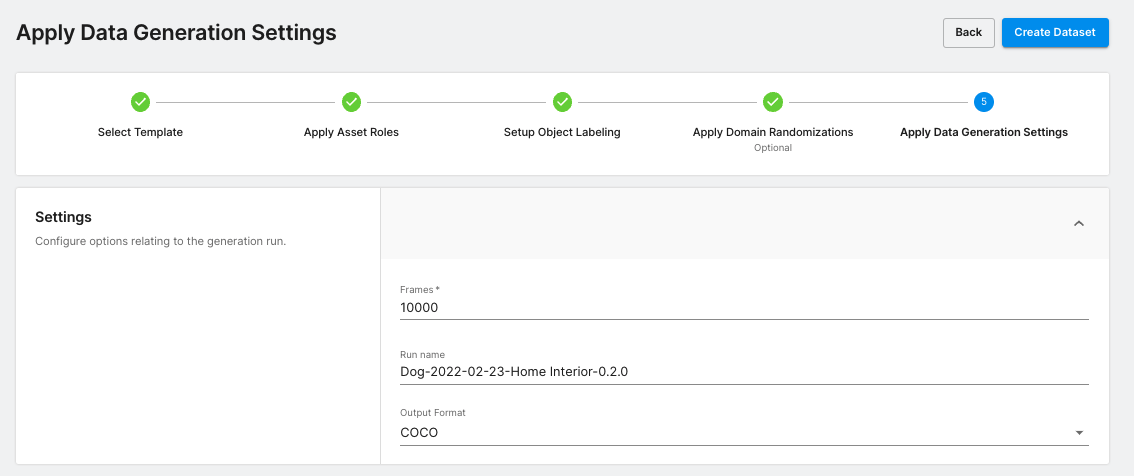 Apply Data Generation Settings
Back
Create Dataset
5
Select Template
Apply Asset Roles
Setup Object Labeling
Apply Domain Randomizations
Optional
Apply Data Generation Settings
Settings
Configure options relating to the generation run.
Frames *
10000
Run name
Dog-2022-02-23-Home Interior-0.2.0
Output Format
COCO